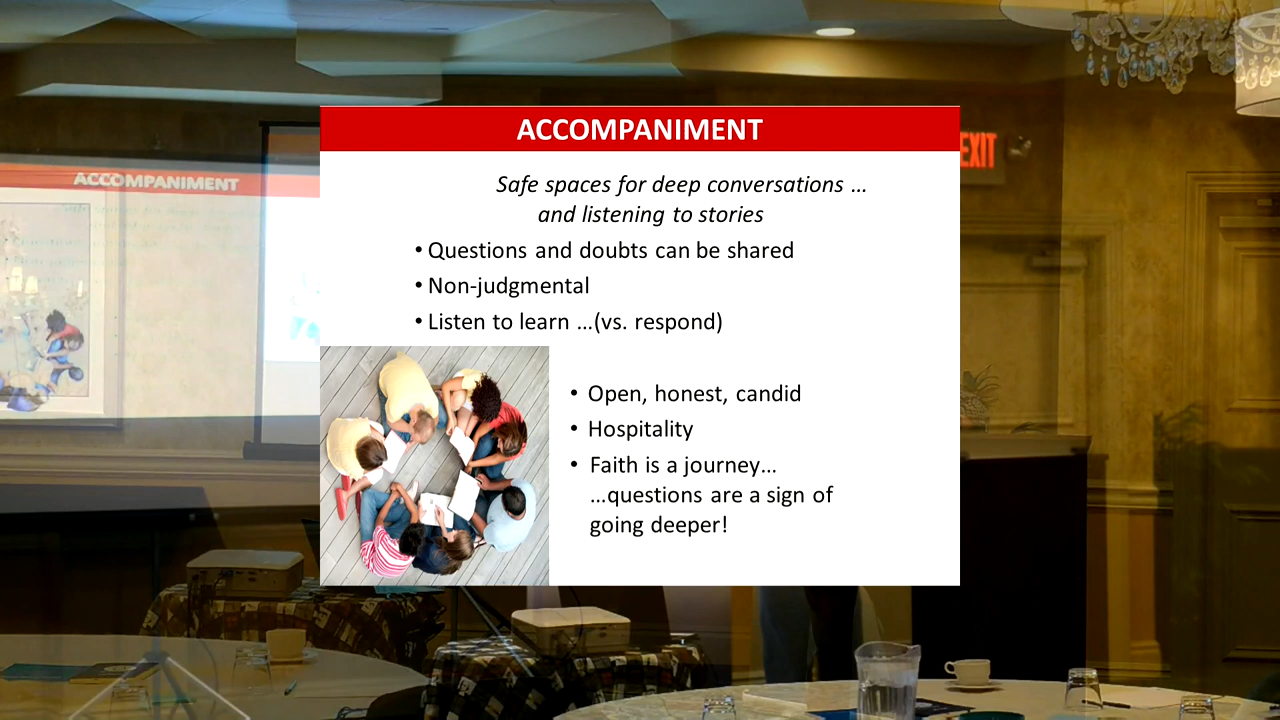 ACCOMPANIMENT
Safe spaces for deep conversations …
and listening to stories
• Questions and doubts can be shared
• Non-judgmental
• Listen to learn …(vs. respond)
• Open, honest, candid
• Hospitality
• Faith is a journey…
…questions are a sign of
going deeper!
ACCOMPANIMENT
EXIT